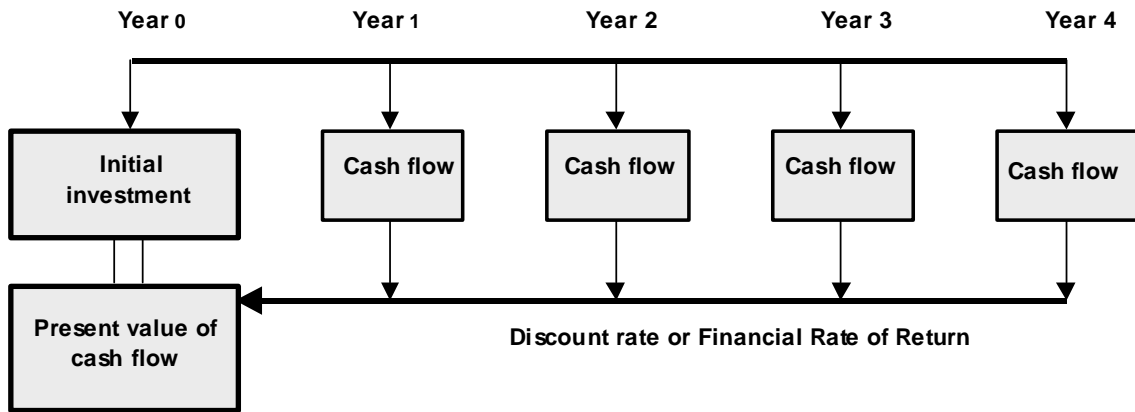 Year 0 Year 1 Year 2 Year 3 Year 4
Initial
investment
Cash flow Cash flow Cash flow Cash flow
Present value of
cash flow
Discount rate or Financial Rate of Return